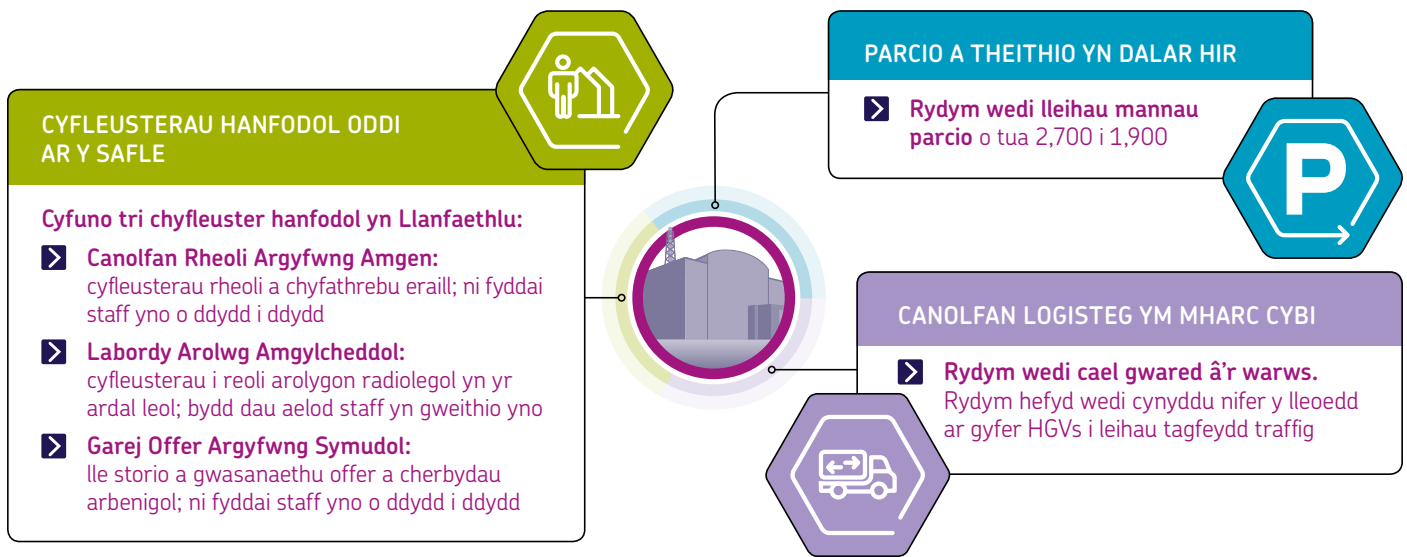 CYFLEUSTERAU HANFODOL ODDI
AR Y SAFLE
Cyfuno tri chyfleuster hanfodol yn Llanfaethlu:
Canolfan Rheoli Argyfwng Amgen:
cyfleusterau rheoli a chyfathrebu eraill; ni fyddai
staff yno o ddydd i ddydd
Labordy Arolwg Amgylcheddol:
cyfleusterau i reoli arolygon radiolegol yn yr
ardal leol; bydd dau aelod staff yn gweithio yno
Garej Offer Argyfwng Symudol:
lle storio a gwasanaethu offer a cherbydau
arbenigol; ni fyddai staff yno o ddydd i ddydd
PARCIO A THEITHIO YN DALAR HIR
Rydym wedi lleihau mannau
parcio o tua 2,700 i 1,900
P
CANOLFAN LOGISTEG YM MHARC CYBI
Rydym wedi cael gwared â'r warws.
Rydym hefyd wedi cynyddu nifer y lleoedd
ar gyfer HGVs i leihau tagfeydd traffig